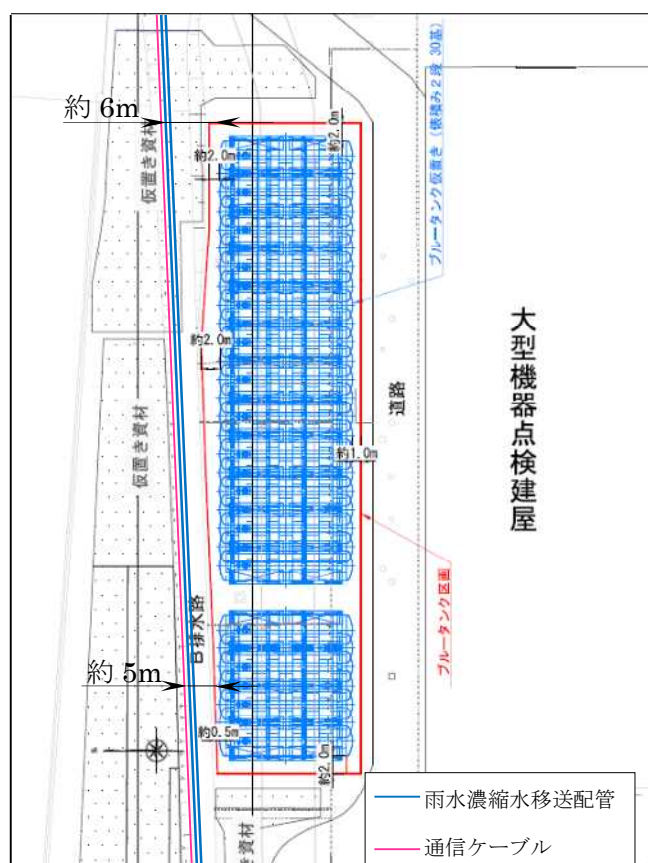 約 6m
仮置き資材
約2.0m
約2.0m
ブルータンク仮置き（俵積み２段 30基）
約2.0m
仮置き資材
道路
約1.0m
大型機器点検建屋
ブルータンク区画
B排水路
約 5m
約0.5m
約2.0m
仮置き資材
雨水濃縮水移送配管
通信ケーブル